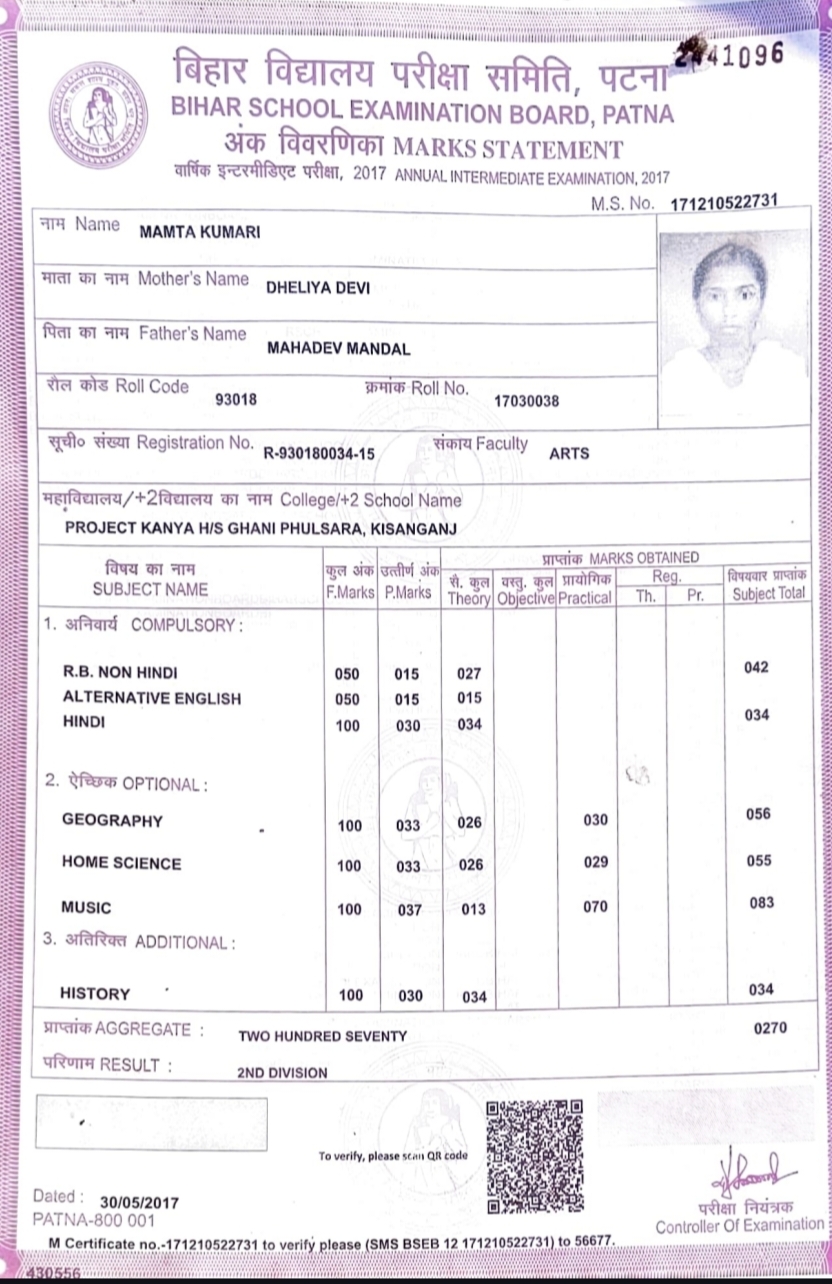 2441096
बिहार विद्यालय परीक्षा समिति, पटना
BIHAR SCHOOL EXAMINATION BOARD, PATNA
अंक विवरणिका MARKS STATEMENT
वार्षिक इन्टरमीडिएट परीक्षा, 2017 ANNUAL INTERMEDIATE EXAMINATION, 2017
M.S. No. 171210522731
नाम Name MAMTA KUMARI
माता का नाम Mother's Name DHELIYA DEVI
पिता का नाम Father's Name MAHADEV MANDAL
रौल कोड Roll Code 93018 क्रमांक Roll No. 17030038
सूची० संख्या Registration No. R-930180034-15 संकाय Faculty ARTS
महाविद्यालय/+2विद्यालय का नाम College/+2 School Name
PROJECT KANYA H/S GHANI PHULSARA, KISANGANJ
विषय का नाम कुल अंक उत्तीर्ण अंक प्राप्तांक MARKS OBTAINED
SUBJECT NAME F.Marks P.Marks सै. कुल वस्तु. कुल प्रायोगिक Reg. विषयवार प्राप्तांक
Theory Objective Practical Th. Pr. Subject Total
1. अनिवार्य COMPULSORY :
R.B. NON HINDI 050 015 027 042
ALTERNATIVE ENGLISH 050 015 015
HINDI 100 030 034 034
2. ऐच्छिक OPTIONAL :
GEOGRAPHY 100 033 026 030 056
HOME SCIENCE 100 033 026 029 055
MUSIC 100 037 013 070 083
3. अतिरिक्त ADDITIONAL :
HISTORY 100 030 034 034
प्राप्तांक AGGREGATE : TWO HUNDRED SEVENTY 0270
परिणाम RESULT : 2ND DIVISION
To verify, please scan QR code
Dated : 30/05/2017
PATNA-800 001
परीक्षा नियंत्रक
Controller Of Examination
M Certificate no.-171210522731 to verify please (SMS BSEB 12 171210522731) to 56677.
430556